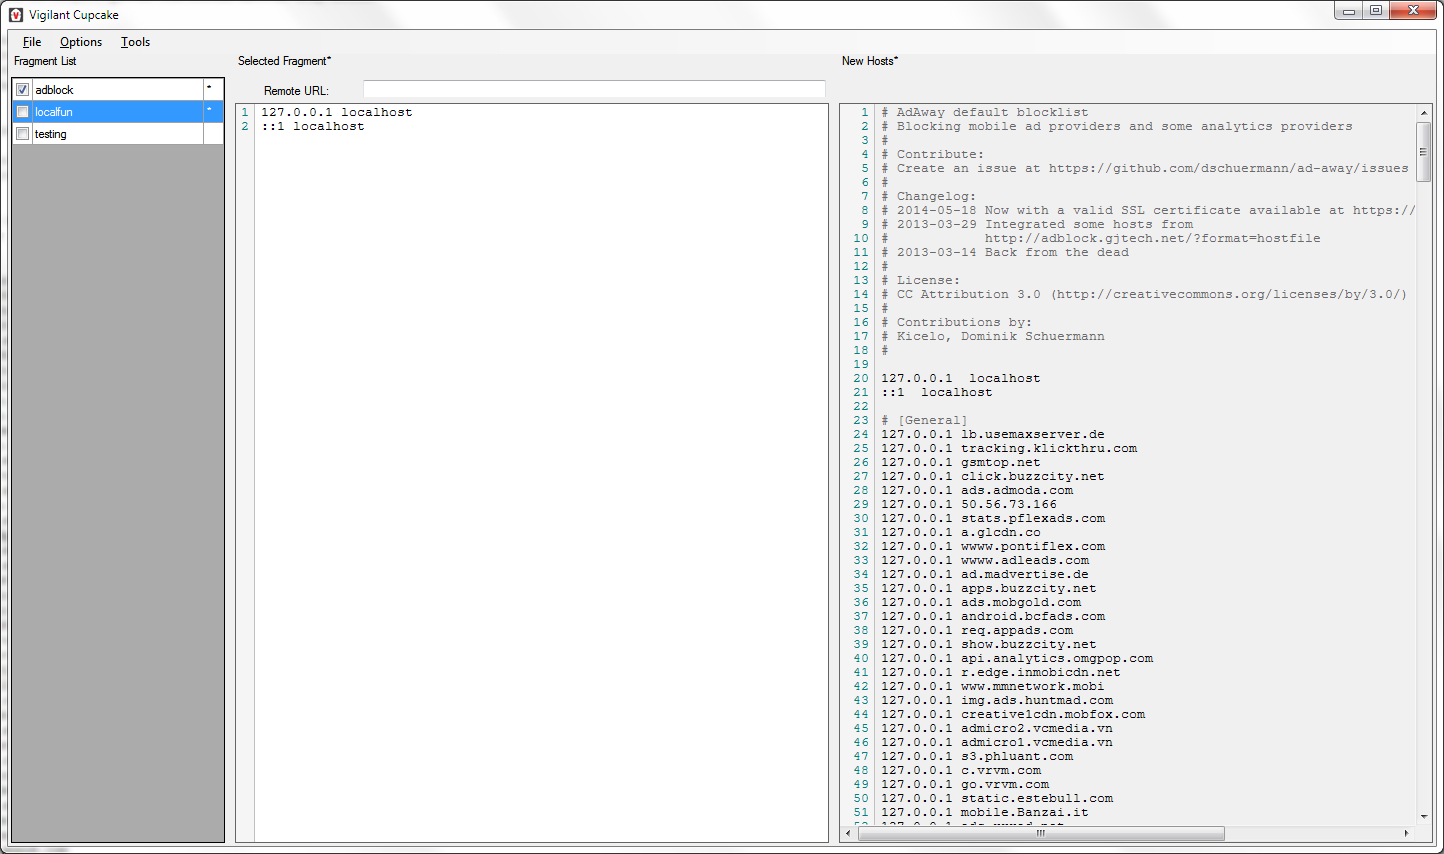 Vigilant Cupcake
File Options Tools
Fragment List
adblock *
localfun *
testing
Selected Fragment*
Remote URL:
1 127.0.0.1 localhost
2 ::1 localhost
New Hosts*
1 # AdAway default blocklist
2 # Blocking mobile ad providers and some analytics providers
3 #
4 # Contribute:
5 # Create an issue at https://github.com/dschuermann/ad-away/issues
6 #
7 # Changelog:
8 # 2014-05-18 Now with a valid SSL certificate available at https://
9 # 2013-03-29 Integrated some hosts from
10 # http://adblock.gjtech.net/?format=hostfile
11 # 2013-03-14 Back from the dead
12 #
13 # License:
14 # CC Attribution 3.0 (http://creativecommons.org/licenses/by/3.0/)
15 #
16 # Contributions by:
17 # Kicelo, Dominik Schuermann
18 #
19
20 127.0.0.1  localhost
21 ::1  localhost
22
23 # [General]
24 127.0.0.1 lb.usemaxserver.de
25 127.0.0.1 tracking.klickthru.com
26 127.0.0.1 gsmtop.net
27 127.0.0.1 click.buzzcity.net
28 127.0.0.1 ads.admoda.com
29 127.0.0.1 50.56.73.166
30 127.0.0.1 stats.pflexads.com
31 127.0.0.1 a.glcdn.co
32 127.0.0.1 wwww.pontiflex.com
33 127.0.0.1 wwww.adleads.com
34 127.0.0.1 ad.madvertise.de
35 127.0.0.1 apps.buzzcity.net
36 127.0.0.1 ads.mobgold.com
37 127.0.0.1 android.bcfads.com
38 127.0.0.1 req.appads.com
39 127.0.0.1 show.buzzcity.net
40 127.0.0.1 api.analytics.omgpop.com
41 127.0.0.1 r.edge.inmobicdn.net
42 127.0.0.1 www.mmnetwork.mobi
43 127.0.0.1 img.ads.huntmad.com
44 127.0.0.1 creative1cdn.mobfox.com
45 127.0.0.1 admicro2.vcmedia.vn
46 127.0.0.1 admicro1.vcmedia.vn
47 127.0.0.1 s3.phluant.com
48 127.0.0.1 c.vrvm.com
49 127.0.0.1 go.vrvm.com
50 127.0.0.1 static.estebull.com
51 127.0.0.1 mobile.Banzai.it